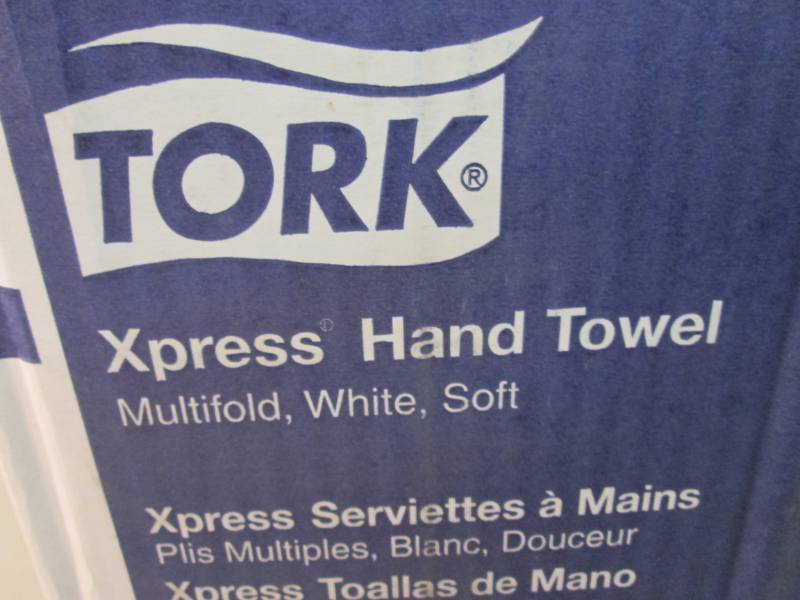 TORK®
Xpress® Hand Towel
Multifold, White, Soft
Xpress Serviettes à Mains
Plis Multiples, Blanc, Douceur
Xpress Toallas de Mano